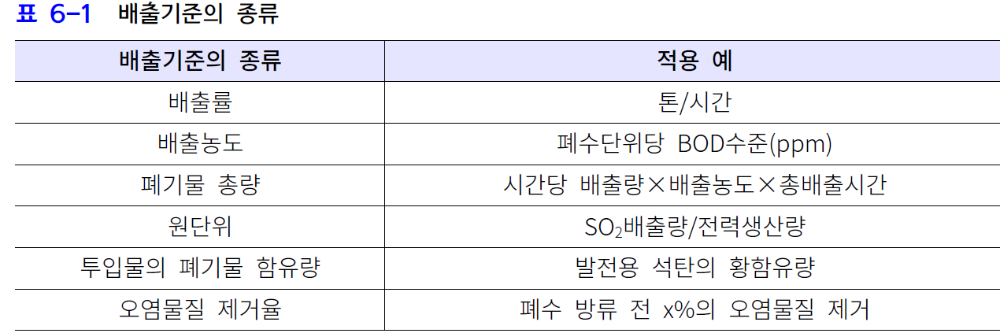 표 6-1 배출기준의 종류
배출기준의 종류 적용 예
배출률 톤/시간
배출농도 폐수단위당 BOD수준(ppm)
폐기물 총량 시간당 배출량×배출농도×총배출시간
원단위 SO₂배출량/전력생산량
투입물의 폐기물 함유량 발전용 석탄의 황함유량
오염물질 제거율 폐수 방류 전 x%의 오염물질 제거